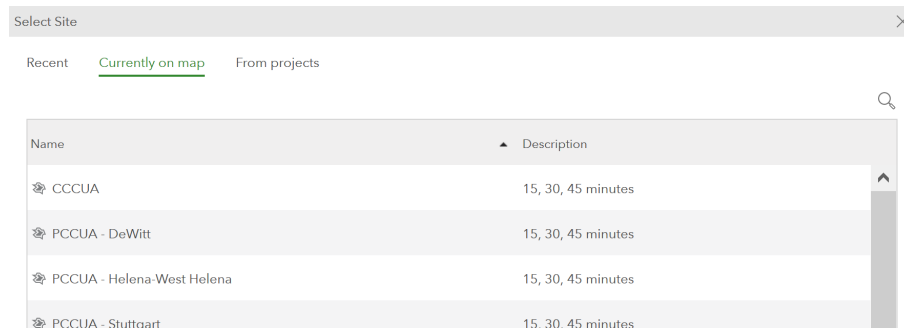 Select Site
Recent Currently on map From projects
Name Description
CCCUA 15, 30, 45 minutes
PCCUA - DeWitt 15, 30, 45 minutes
PCCUA - Helena-West Helena 15, 30, 45 minutes
PCCUA - Stuttgart 15, 30, 45 minutes